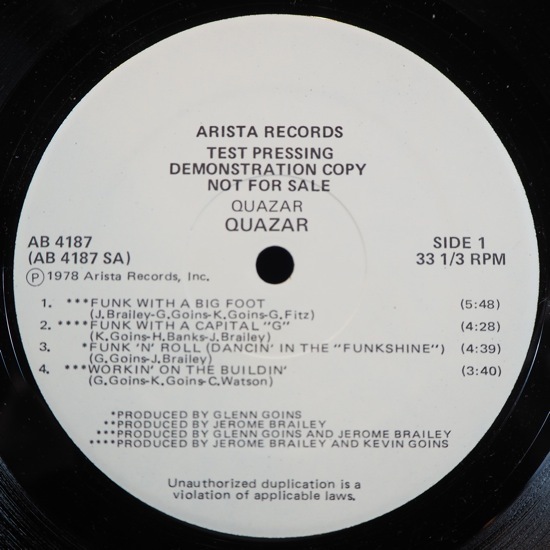 ARISTA RECORDS
TEST PRESSING
DEMONSTRATION COPY
NOT FOR SALE
QUAZAR
QUAZAR
AB 4187
(AB 4187 SA)
Ⓟ1978 Arista Records, Inc.
SIDE 1
33 1/3 RPM
1. ***FUNK WITH A BIG FOOT (5:48)
(J.Brailey-G.Goins-K.Goins-G.Fitz)
2. ****FUNK WITH A CAPITAL "G" (4:28)
(K.Goins-H.Banks-J.Brailey)
3. *FUNK 'N' ROLL (DANCIN' IN THE "FUNKSHINE") (4:39)
(G.Goins-J.Brailey)
4. ***WORKIN' ON THE BUILDIN' (3:40)
(G.Goins-K.Goins-C.Watson)
*PRODUCED BY GLENN GOINS
**PRODUCED BY JEROME BRAILEY
***PRODUCED BY GLENN GOINS AND JEROME BRAILEY
****PRODUCED BY JEROME BRAILEY AND KEVIN GOINS
Unauthorized duplication is a
violation of applicable laws.